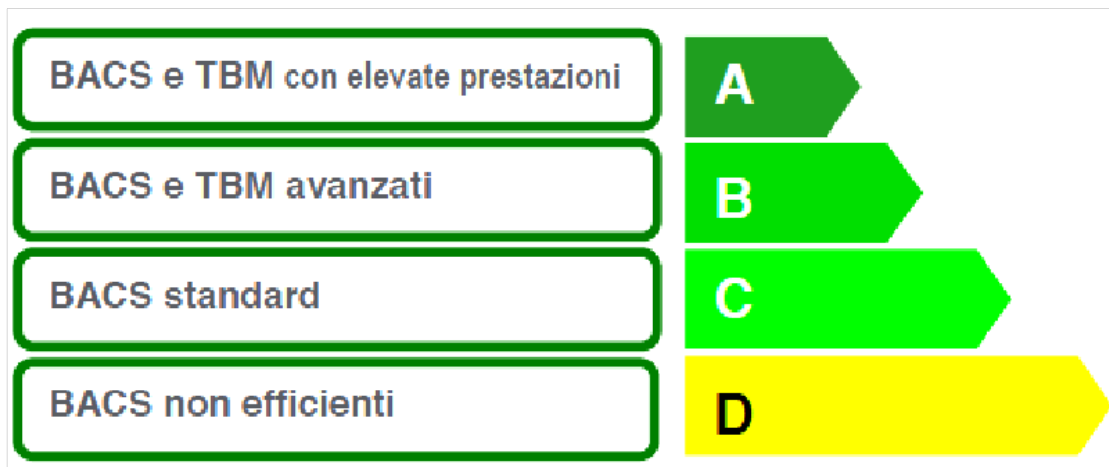 BACS e TBM con elevate prestazioni
A
BACS e TBM avanzati
B
BACS standard
C
BACS non efficienti
D